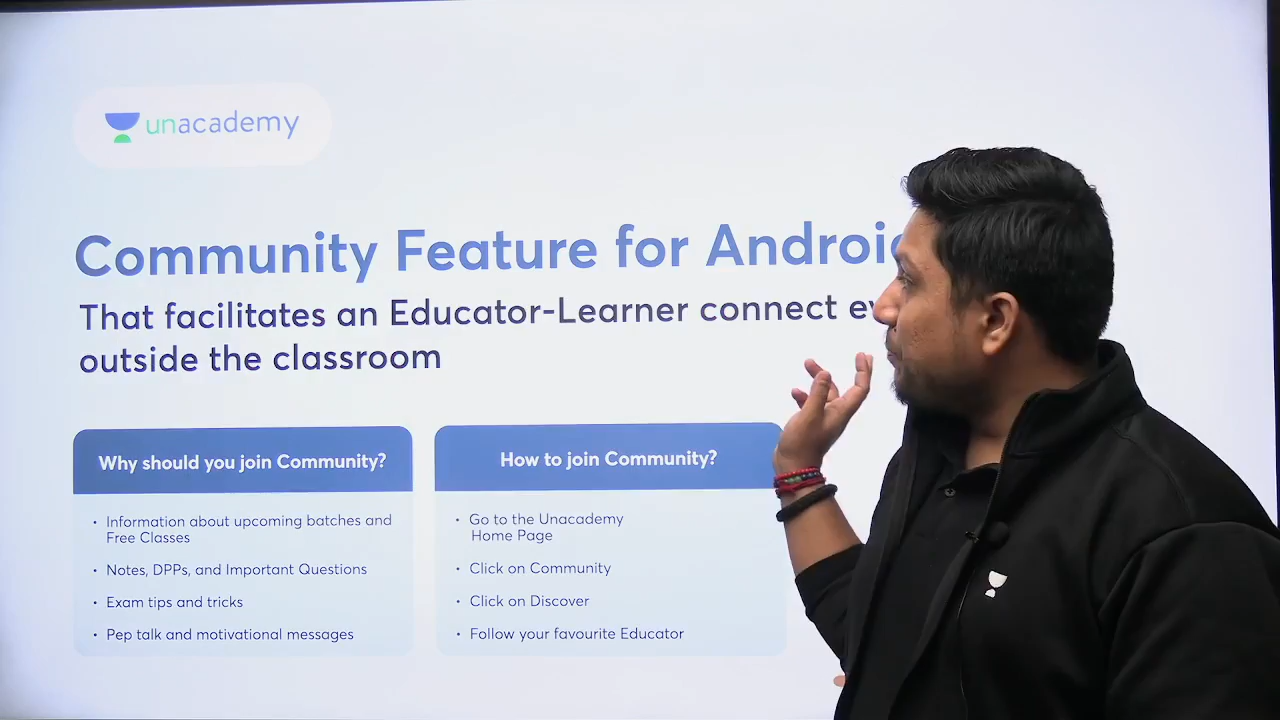 unacademy
Community Feature for
That facilitates an Educator-Learner connect
outside the classroom
Why should you join Community?
• Information about upcoming batches and
Free Classes
• Notes, DPPs, and Important Questions
• Exam tips and tricks
• Pep talk and motivational messages
How to join Community?
• Go to the Unacademy
Home Page
• Click on Community
• Click on Discover
• Follow your favourite Educator